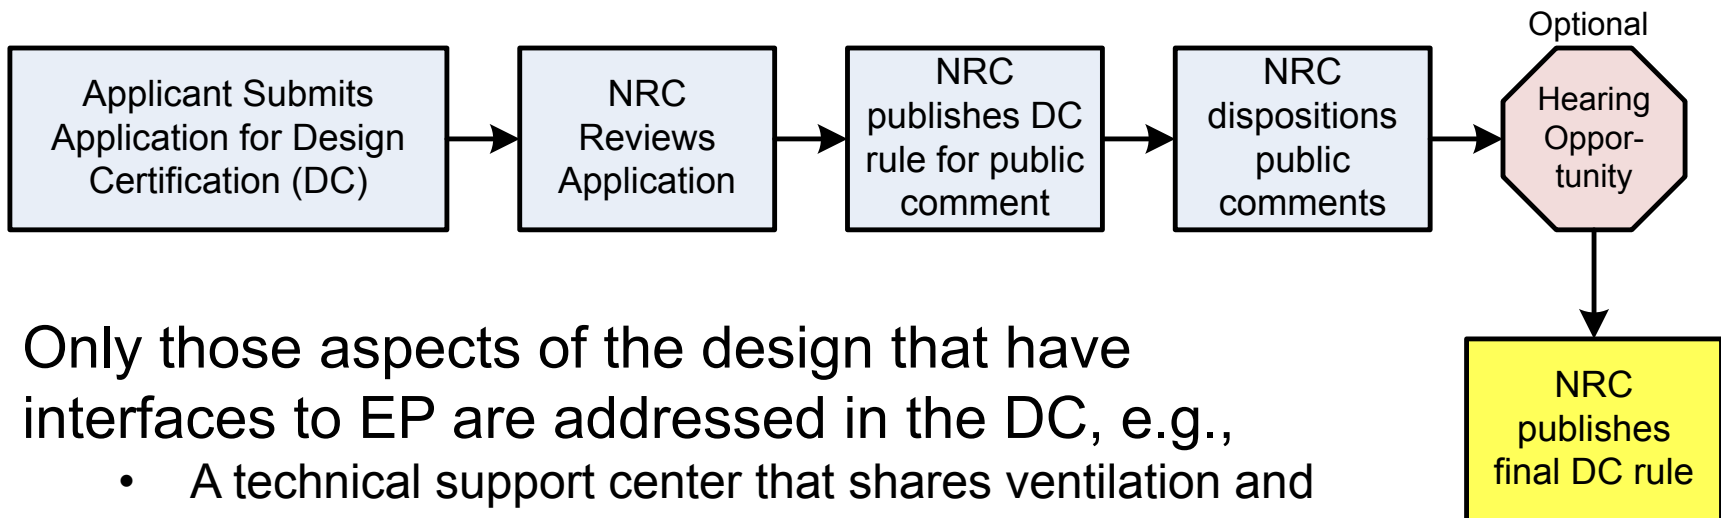 Applicant Submits
Application for Design
Certification (DC)
NRC
Reviews
Application
NRC
publishes DC
rule for public
comment
NRC
dispositions
public
comments
Optional
Hearing
Oppor-
tunity
NRC
publishes
final DC rule
Only those aspects of the design that have
interfaces to EP are addressed in the DC, e.g.,
• A technical support center that shares ventilation and